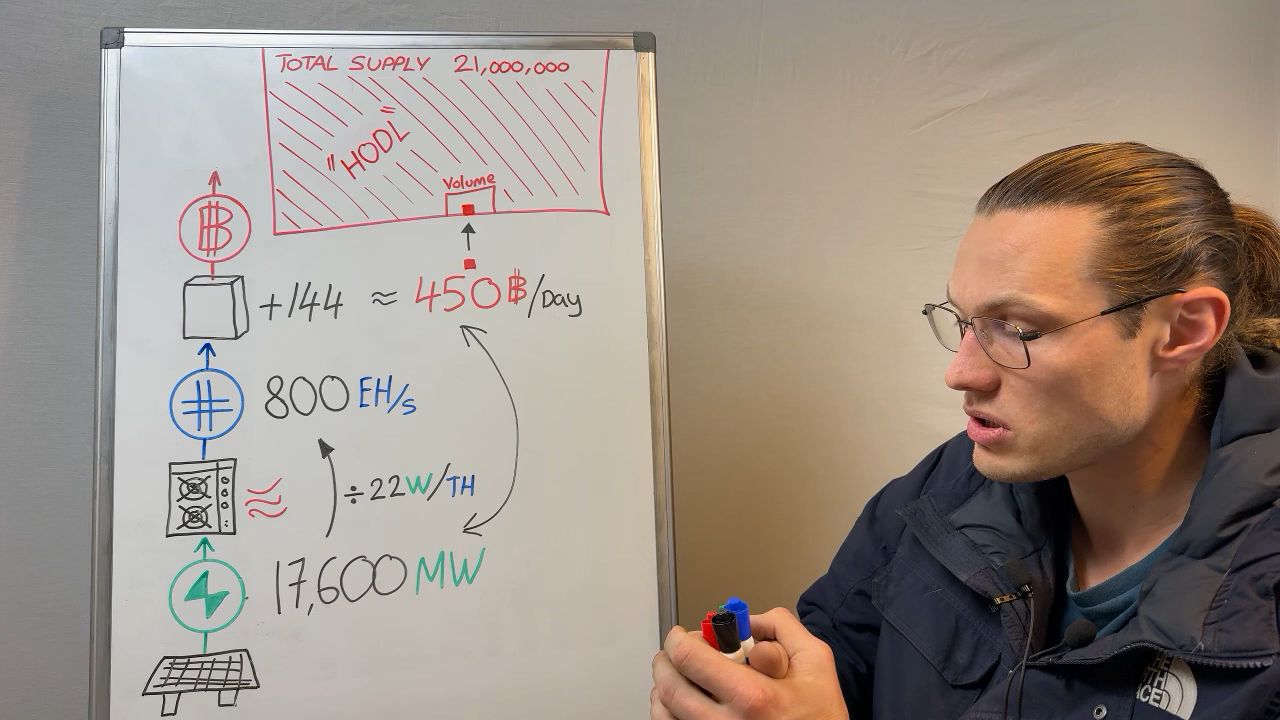 TOTAL SUPPLY 21,000,000
"HODL"
Volume
₿
+144 ≈ 450 ₿/Day
# 800 EH/s
÷22W/TH
17,600 MW